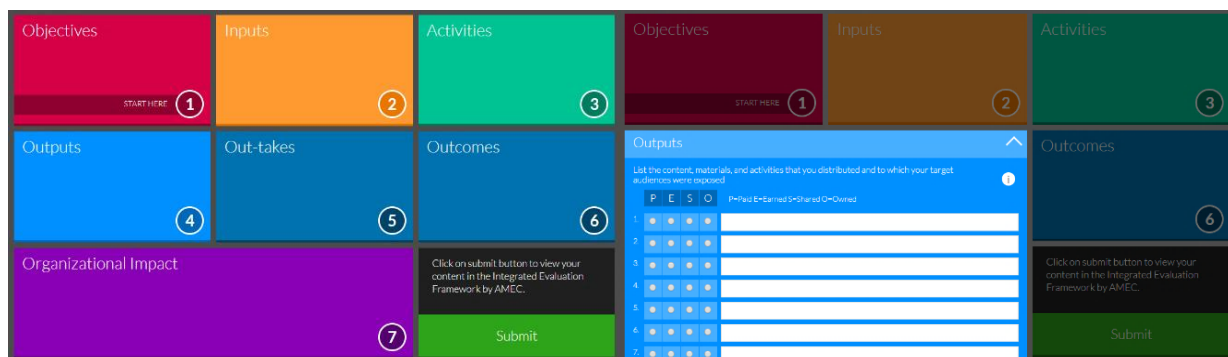 Objectives
START HERE 1
Inputs
2
Activities
3
Outputs
4
Out-takes
5
Outcomes
6
Organizational Impact
7
Click on submit button to view your
content in the Integrated Evaluation
Framework by AMEC.
Submit
Objectives
START HERE 1
Inputs
2
Activities
3
Outputs
List the content, materials, and activities that you distributed and to which your target
audiences were exposed
i
P E S O P=Paid E=Earned S=Shared O=Owned
1.
2.
3.
4.
5.
6.
7.
Outcomes
6
Click on submit button to view your
content in the Integrated Evaluation
Framework by AMEC.
Submit